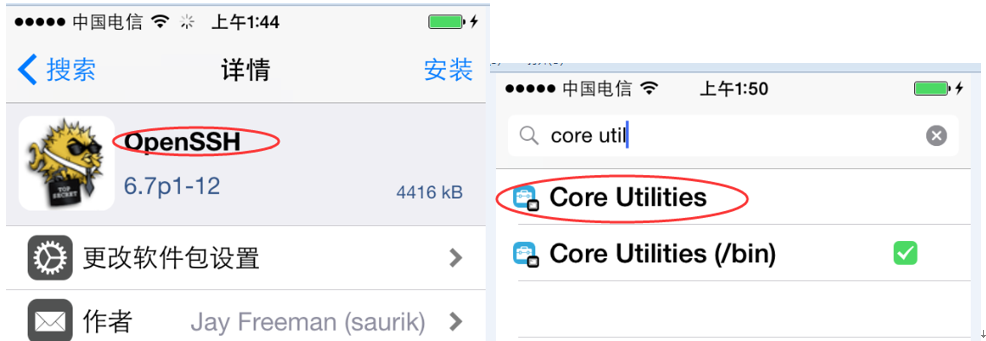 中国电信 上午1:44
搜索 详情 安装
OpenSSH
6.7p1-12 4416 kB
TOP SECRET
更改软件包设置
作者 Jay Freeman (saurik)
中国电信 上午1:50
core util
Core Utilities
Core Utilities (/bin)